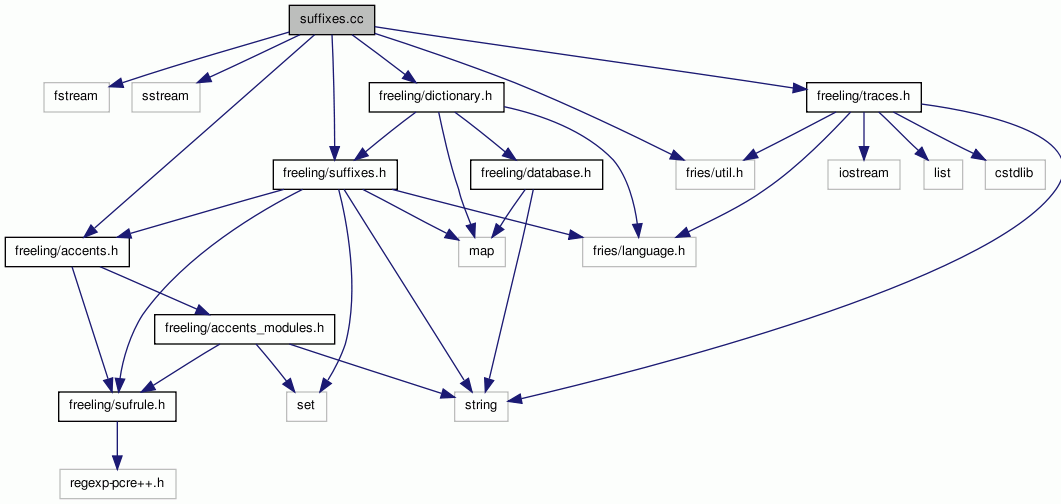 suffixes.cc
fstream
sstream
freeling/dictionary.h
freeling/traces.h
freeling/suffixes.h
freeling/database.h
fries/util.h
iostream
list
cstdlib
freeling/accents.h
map
fries/language.h
freeling/accents_modules.h
freeling/sufrule.h
set
string
regexp-pcre++.h